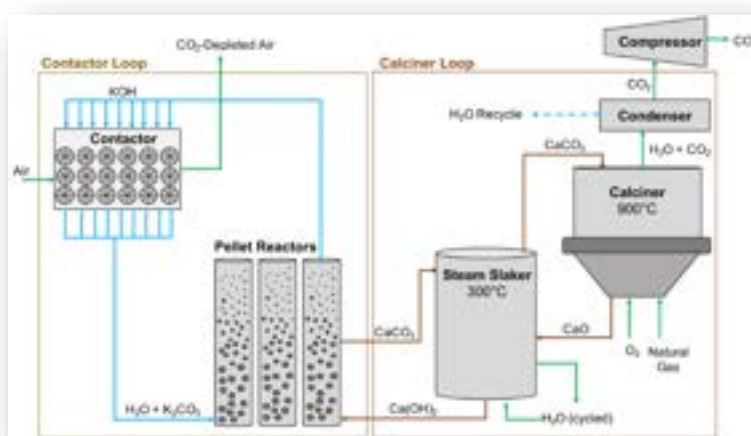 Compressor
CO
CO₂-Depleted Air
Contactor Loop
Calciner Loop
KOH
CO₂
Contactor
H₂O Recycle
Condenser
CaCO₃
H₂O + CO₂
Air
Calciner
900°C
Pellet Reactors
Steam Slaker
300°C
CaCO₃
CaO
O₂
Natural
Gas
H₂O + K₂CO₃
Ca(OH)₂
H₂O (cycled)